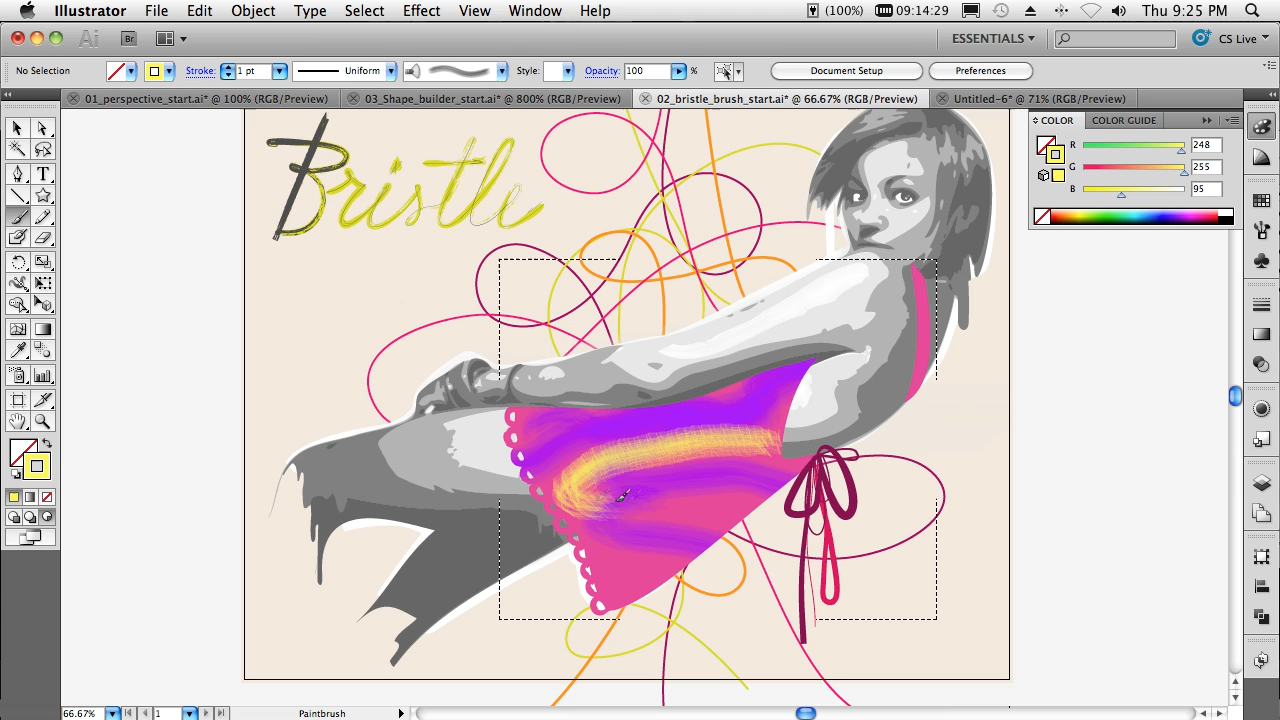 Illustrator File Edit Object Type Select Effect View Window Help (100%) 09:14:29 Thu 9:25 PM
Ai Br ESSENTIALS CS Live
No Selection Stroke: 1 pt Uniform Style: Opacity: 100 % Document Setup Preferences
01_perspective_start.ai* @ 100% (RGB/Preview) 03_Shape_builder_start.ai* @ 800% (RGB/Preview) 02_bristle_brush_start.ai* @ 66.67% (RGB/Preview) Untitled-6* @ 71% (RGB/Preview)
COLOR COLOR GUIDE
R 248
G 255
B 95
T
Bristle
66.67% 1 Paintbrush